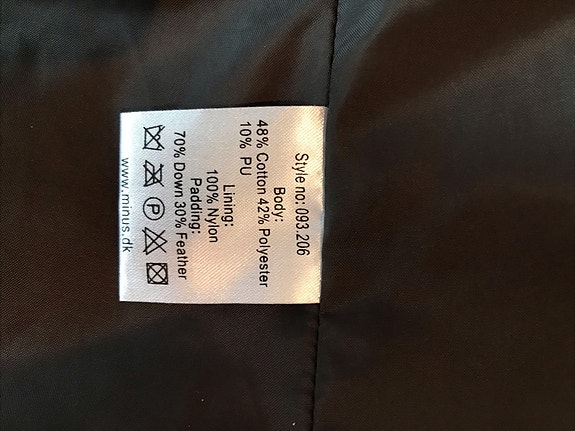 Style no: 093.206
Body:
48% Cotton 42% Polyester
10% PU
Lining:
100% Nylon
Padding:
70% Down 30% Feather
P
www.minus.dk